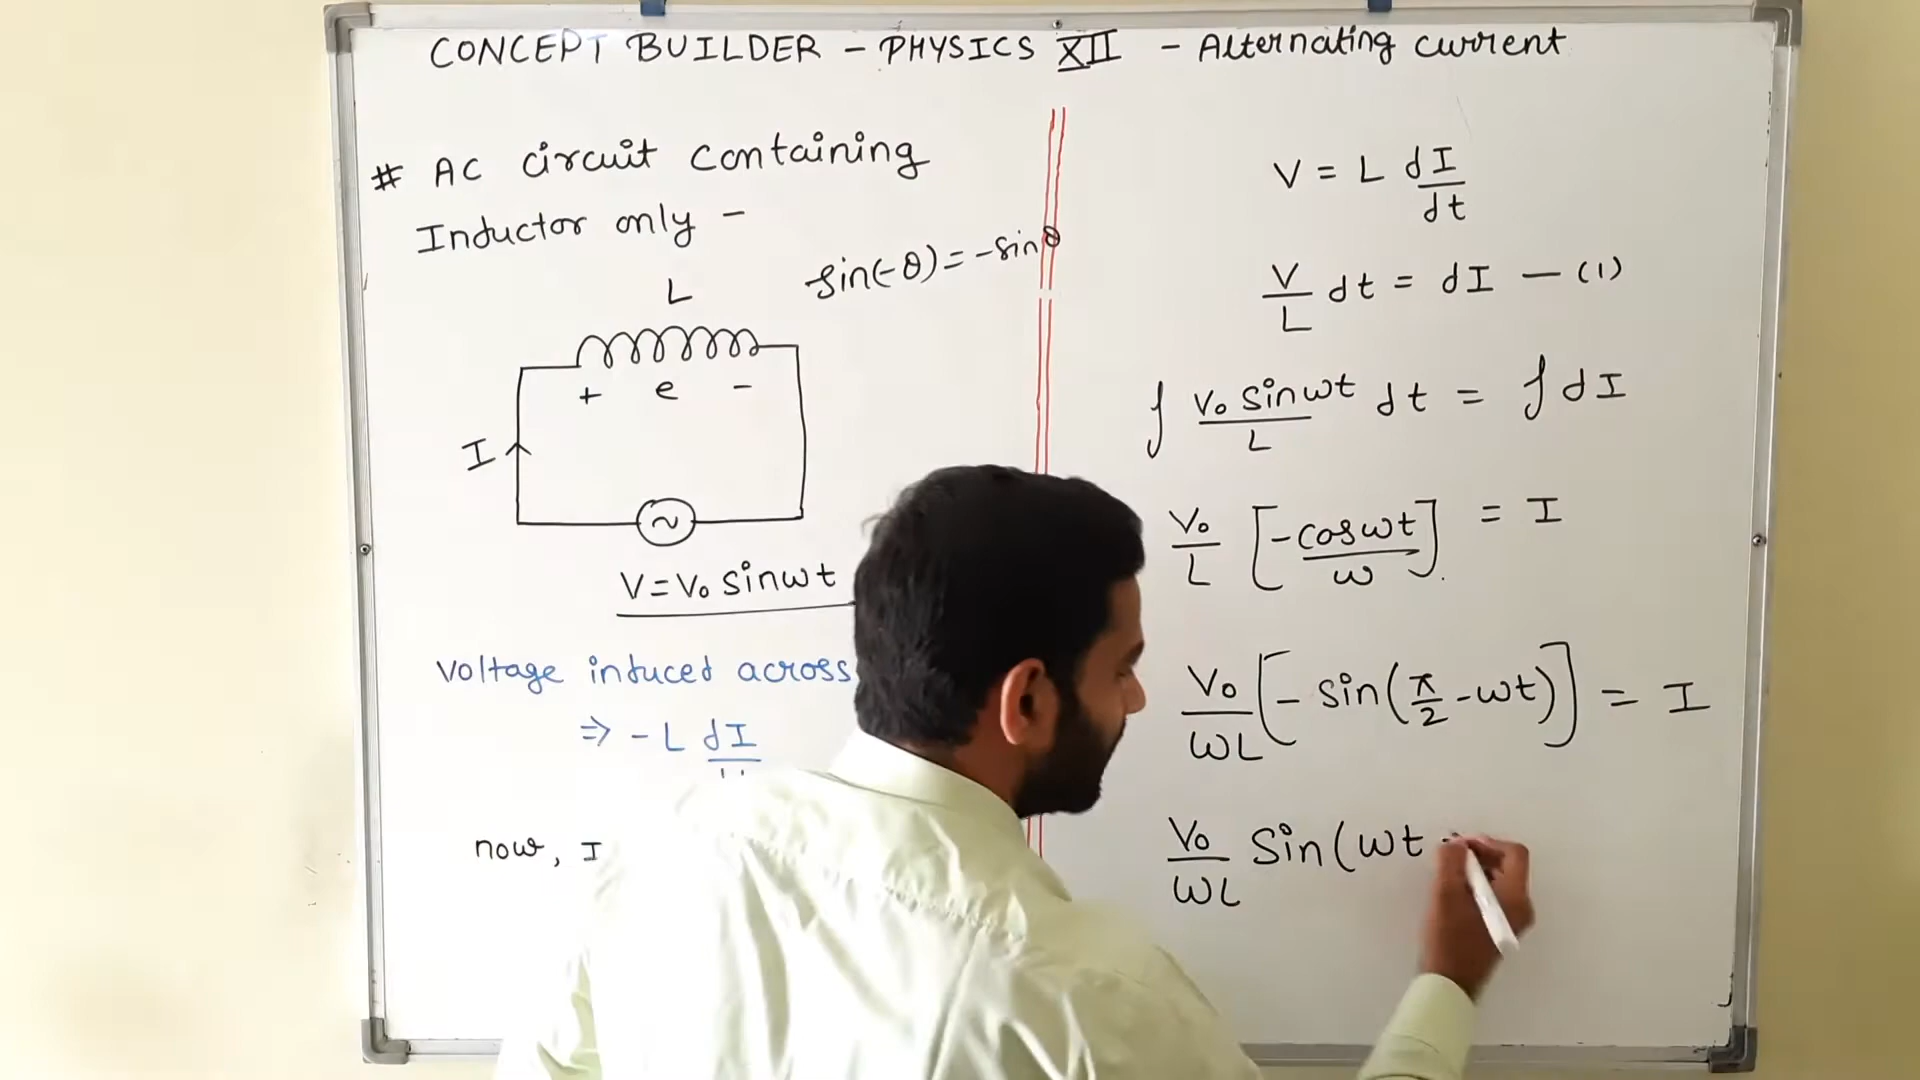 CONCEPT BUILDER - PHYSICS XII - Alternating current
# AC circuit containing
Inductor only -
sin(-θ) = -sinθ
L
+ e -
I
~
V = V₀ sinωt
Voltage induced across
⇒ - L dI
now, I
V = L dI/dt
V/L dt = dI - (1)
∫ V₀ sinωt/L dt = ∫ dI
V₀/L [-cosωt/ω] = I
V₀/ωL [- sin(π/2 - ωt)] = I
V₀/ωL Sin(ωt